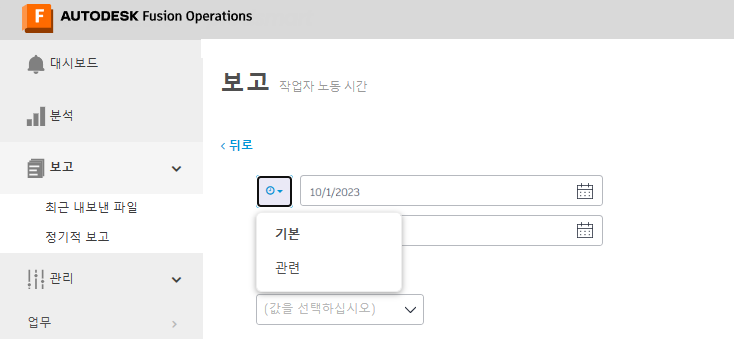 F AUTODESK Fusion Operations
대시보드
분석
보고
최근 내보낸 파일
정기적 보고
관리
업무
보고 작업자 노동 시간
뒤로
10/1/2023
기본
관련
(값을 선택하십시오)